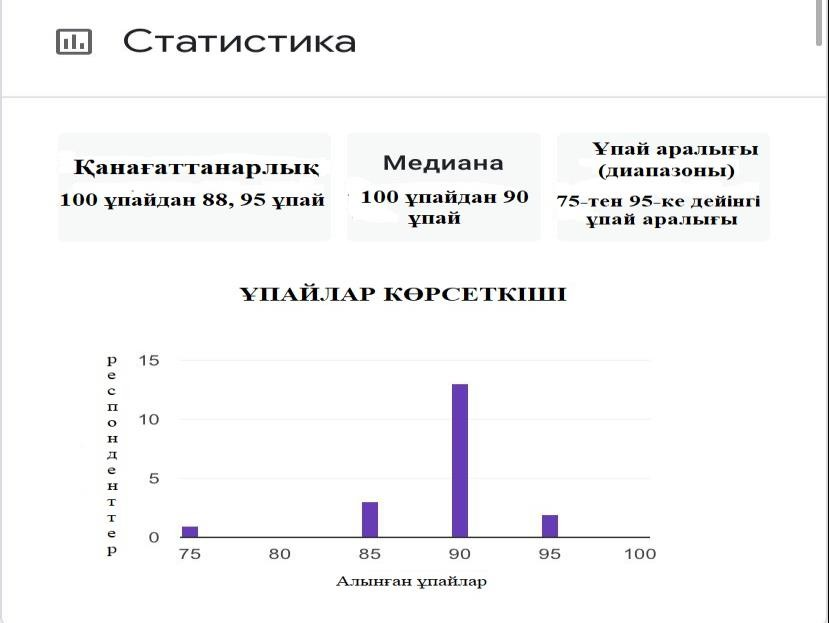 Статистика
Қанағаттанарлық
100 ұпайдан 88, 95 ұпай
Медиана
100 ұпайдан 90
ұпай
Ұпай аралығы
(диапазоны)
75-тен 95-ке дейінгі
ұпай аралығы
ҰПАЙЛАР КӨРСЕТКІШІ
респонденттер
15
10
5
0
75 80 85 90 95 100
Алынған ұпайлар